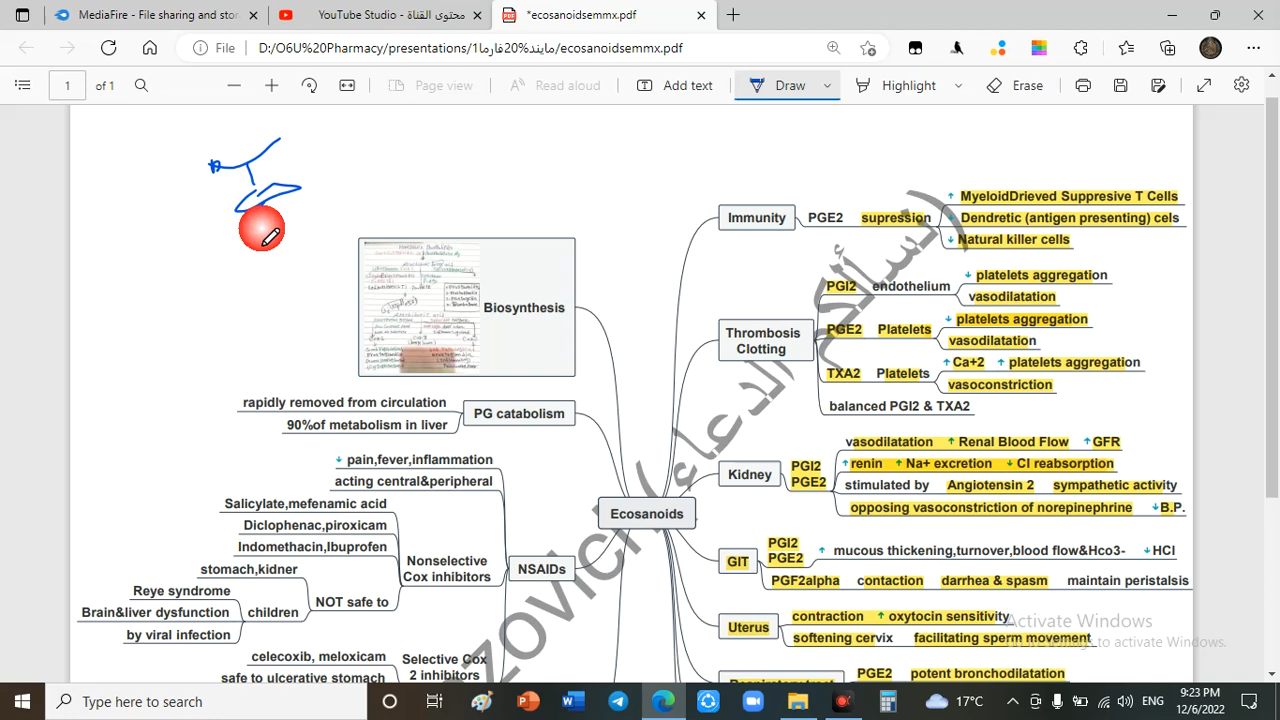 MediaFire - File sharing and stor
YouTube Studio - محتوى القناة
*ecosanoidsemmx.pdf
File
D:/O6U%20Pharmacy/presentations/1مايند%20فارما/ecosanoidsemmx.pdf
1 of 1
Page view
Read aloud
Add text
Draw
Highlight
Erase
Biosynthesis
PG catabolism
rapidly removed from circulation
90%of metabolism in liver
NSAIDs
↓ pain,fever,inflammation
acting central&peripheral
Nonselective
Cox inhibitors
Salicylate,mefenamic acid
Diclophenac,piroxicam
Indomethacin,Ibuprofen
NOT safe to
stomach,kidner
children
Reye syndrome
Brain&liver dysfunction
by viral infection
Selective Cox
2 inhibitors
celecoxib, meloxicam
safe to ulcerative stomach
Ecosanoids
Immunity
PGE2
supression
↑ MyeloidDrieved Suppresive T Cells
Dendretic (antigen presenting) cels
↓ Natural killer cells
Thrombosis
Clotting
PGI2 endothelium
↓ platelets aggregation
vasodilatation
PGE2 Platelets
↓ platelets aggregation
vasodilatation
TXA2 Platelets
↑ Ca+2 ↑ platelets aggregation
vasoconstriction
balanced PGI2 & TXA2
Kidney
PGI2
PGE2
vasodilatation ↑ Renal Blood Flow ↑ GFR
↑ renin ↑ Na+ excretion ↓ Cl reabsorption
stimulated by Angiotensin 2 sympathetic activity
opposing vasoconstriction of norepinephrine ↓ B.P.
GIT
PGI2
PGE2
↑ mucous thickening,turnover,blood flow&Hco3- ↓ HCl
PGF2alpha contaction darrhea & spasm maintain peristalsis
Uterus
contraction ↑ oxytocin sensitivity
softening cervix facilitating sperm movement
Respiratory tract
PGE2 potent bronchodilatation
Activate Windows
to activate Windows.
Type here to search
17°C
ENG
9:23 PM
12/6/2022